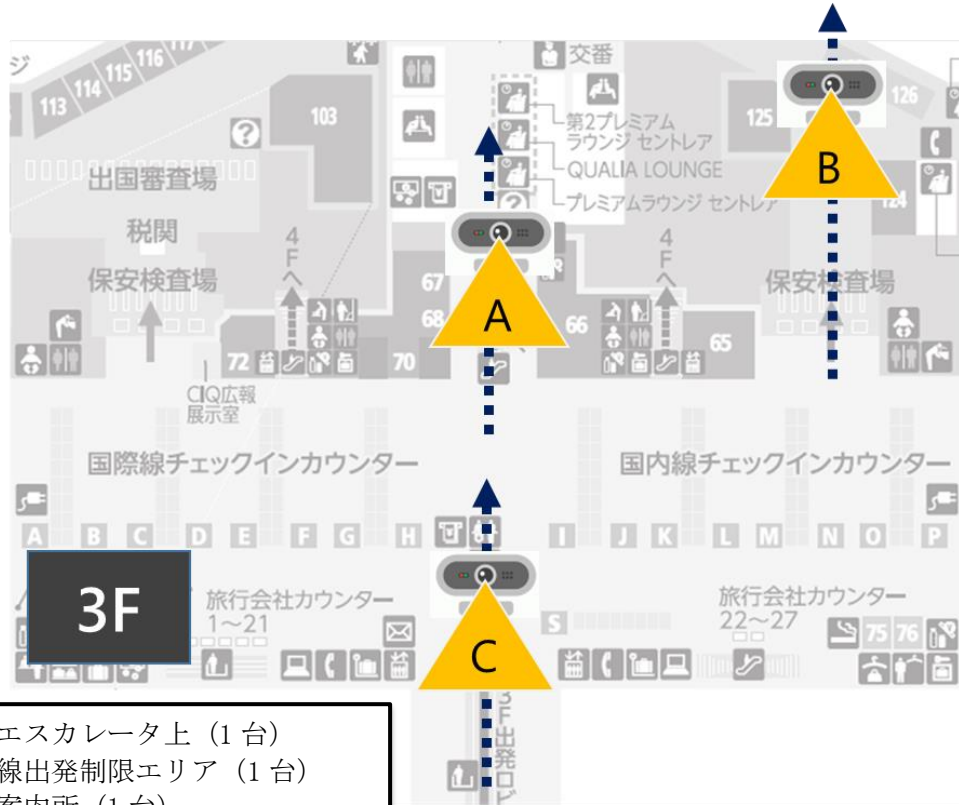 116
115
114
113
103
交番
125
126
第2プレミアム
ラウンジ セントレア
QUALIA LOUNGE
プレミアムラウンジ セントレア
B
124
出国審査場
税関
保安検査場
4Fへ
67
68
A
66
4Fへ
65
保安検査場
72
70
CIQ広報
展示室
国際線チェックインカウンター
国内線チェックインカウンター
A B C D E F G H I J K L M N O P
3F
旅行会社カウンター
1~21
C
S
旅行会社カウンター
22~27
75 76
3F出発ロビ
エスカレータ上(1台)
線出発制限エリア(1台)
案内所(1台)